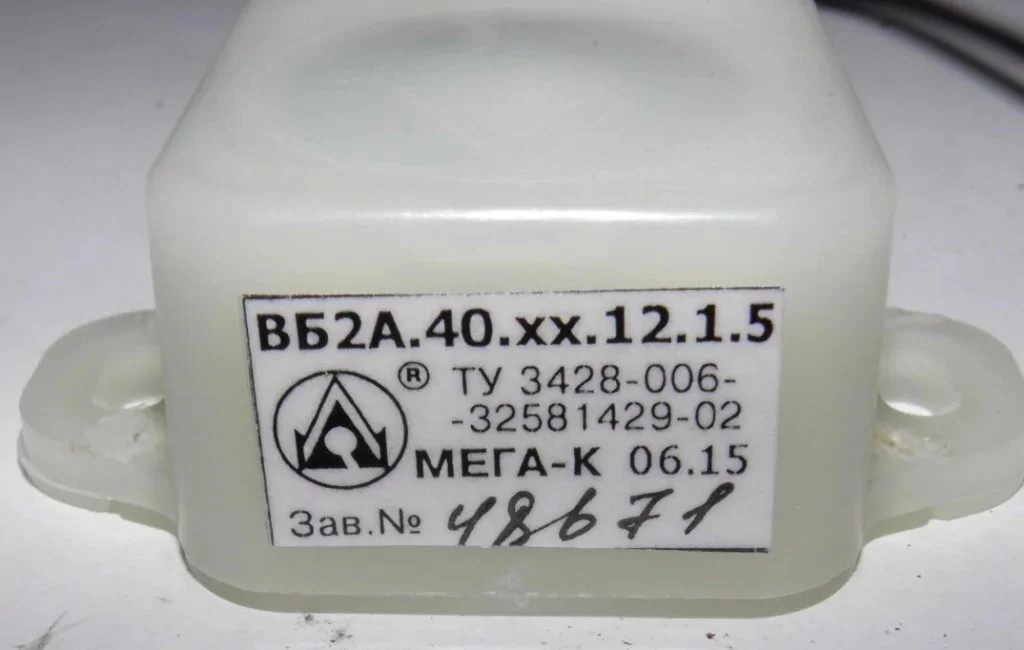 ВБ2А.40.хх.12.1.5
® ТУ 3428-006-
-32581429-02
МЕГА-К 06.15
Зав.№ 48671